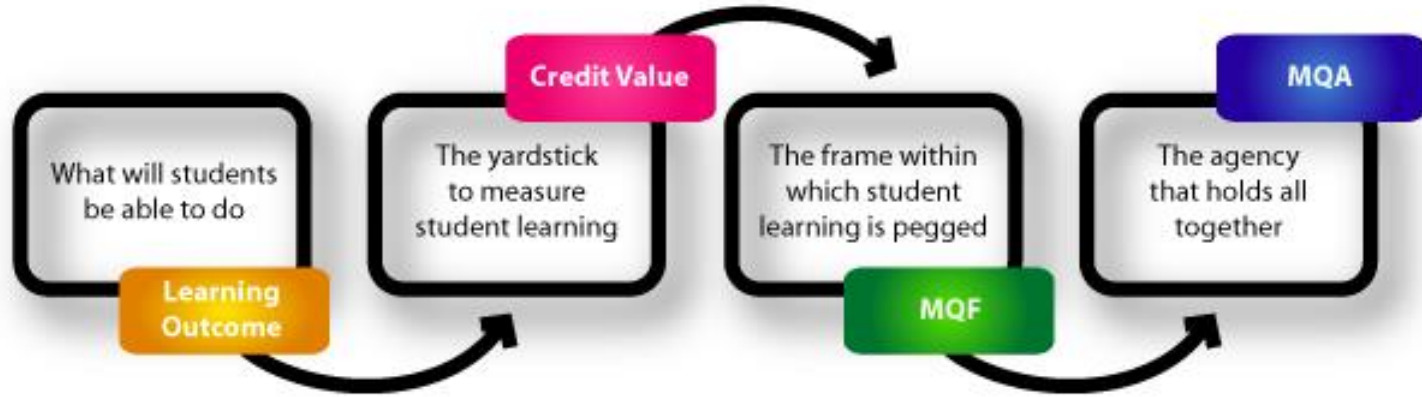 What will students
be able to do
Learning
Outcome
Credit Value
The yardstick
to measure
student learning
The frame within
which student
learning is pegged
MQF
MQA
The agency
that holds all
together